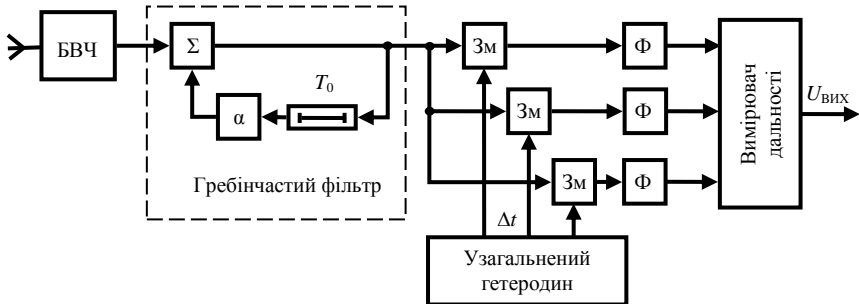 БВЧ
Σ
Зм
Ф
T₀
α
Зм
Ф
Вимірювач
дальності
Uвих
Гребінчастий фільтр
Зм
Ф
Δt
Узагальнений
гетеродин